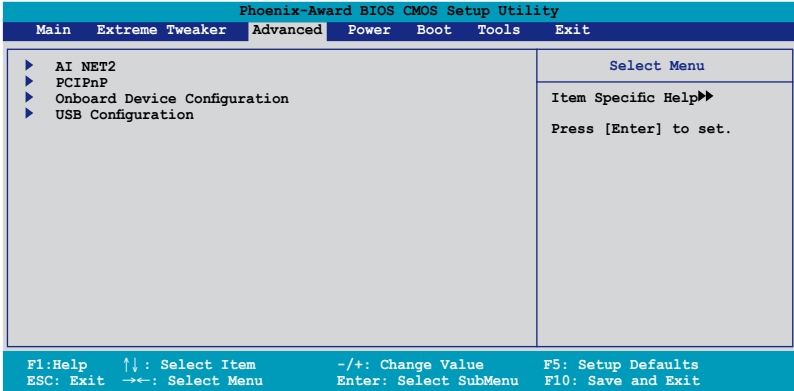 Phoenix-Award BIOS CMOS Setup Utility
Main Extreme Tweaker Advanced Power Boot Tools Exit
AI NET2
PCIPnP
Onboard Device Configuration
USB Configuration
Select Menu
Item Specific Help▶▶
Press [Enter] to set.
F1:Help ↑↓: Select Item -/+: Change Value F5: Setup Defaults
ESC: Exit →←: Select Menu Enter: Select SubMenu F10: Save and Exit